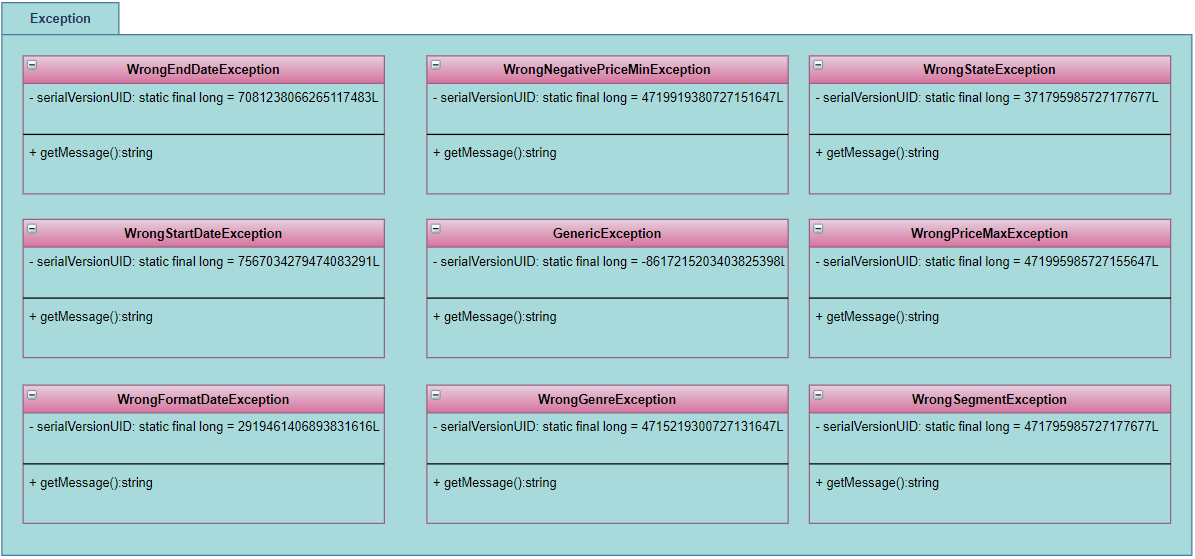 Exception
WrongEndDateException
- serialVersionUID: static final long = 7081238066265117483L
+ getMessage():string
WrongNegativePriceMinException
- serialVersionUID: static final long = 4719919380727151647L
+ getMessage():string
WrongStateException
- serialVersionUID: static final long = 371795985727177677L
+ getMessage():string
WrongStartDateException
- serialVersionUID: static final long = 7567034279474083291L
+ getMessage():string
GenericException
- serialVersionUID: static final long = -8617215203403825398L
+ getMessage():string
WrongPriceMaxException
- serialVersionUID: static final long = 471995985727155647L
+ getMessage():string
WrongFormatDateException
- serialVersionUID: static final long = 2919461406893831616L
+ getMessage():string
WrongGenreException
- serialVersionUID: static final long = 4715219300727131647L
+ getMessage():string
WrongSegmentException
- serialVersionUID: static final long = 471795985727177677L
+ getMessage():string